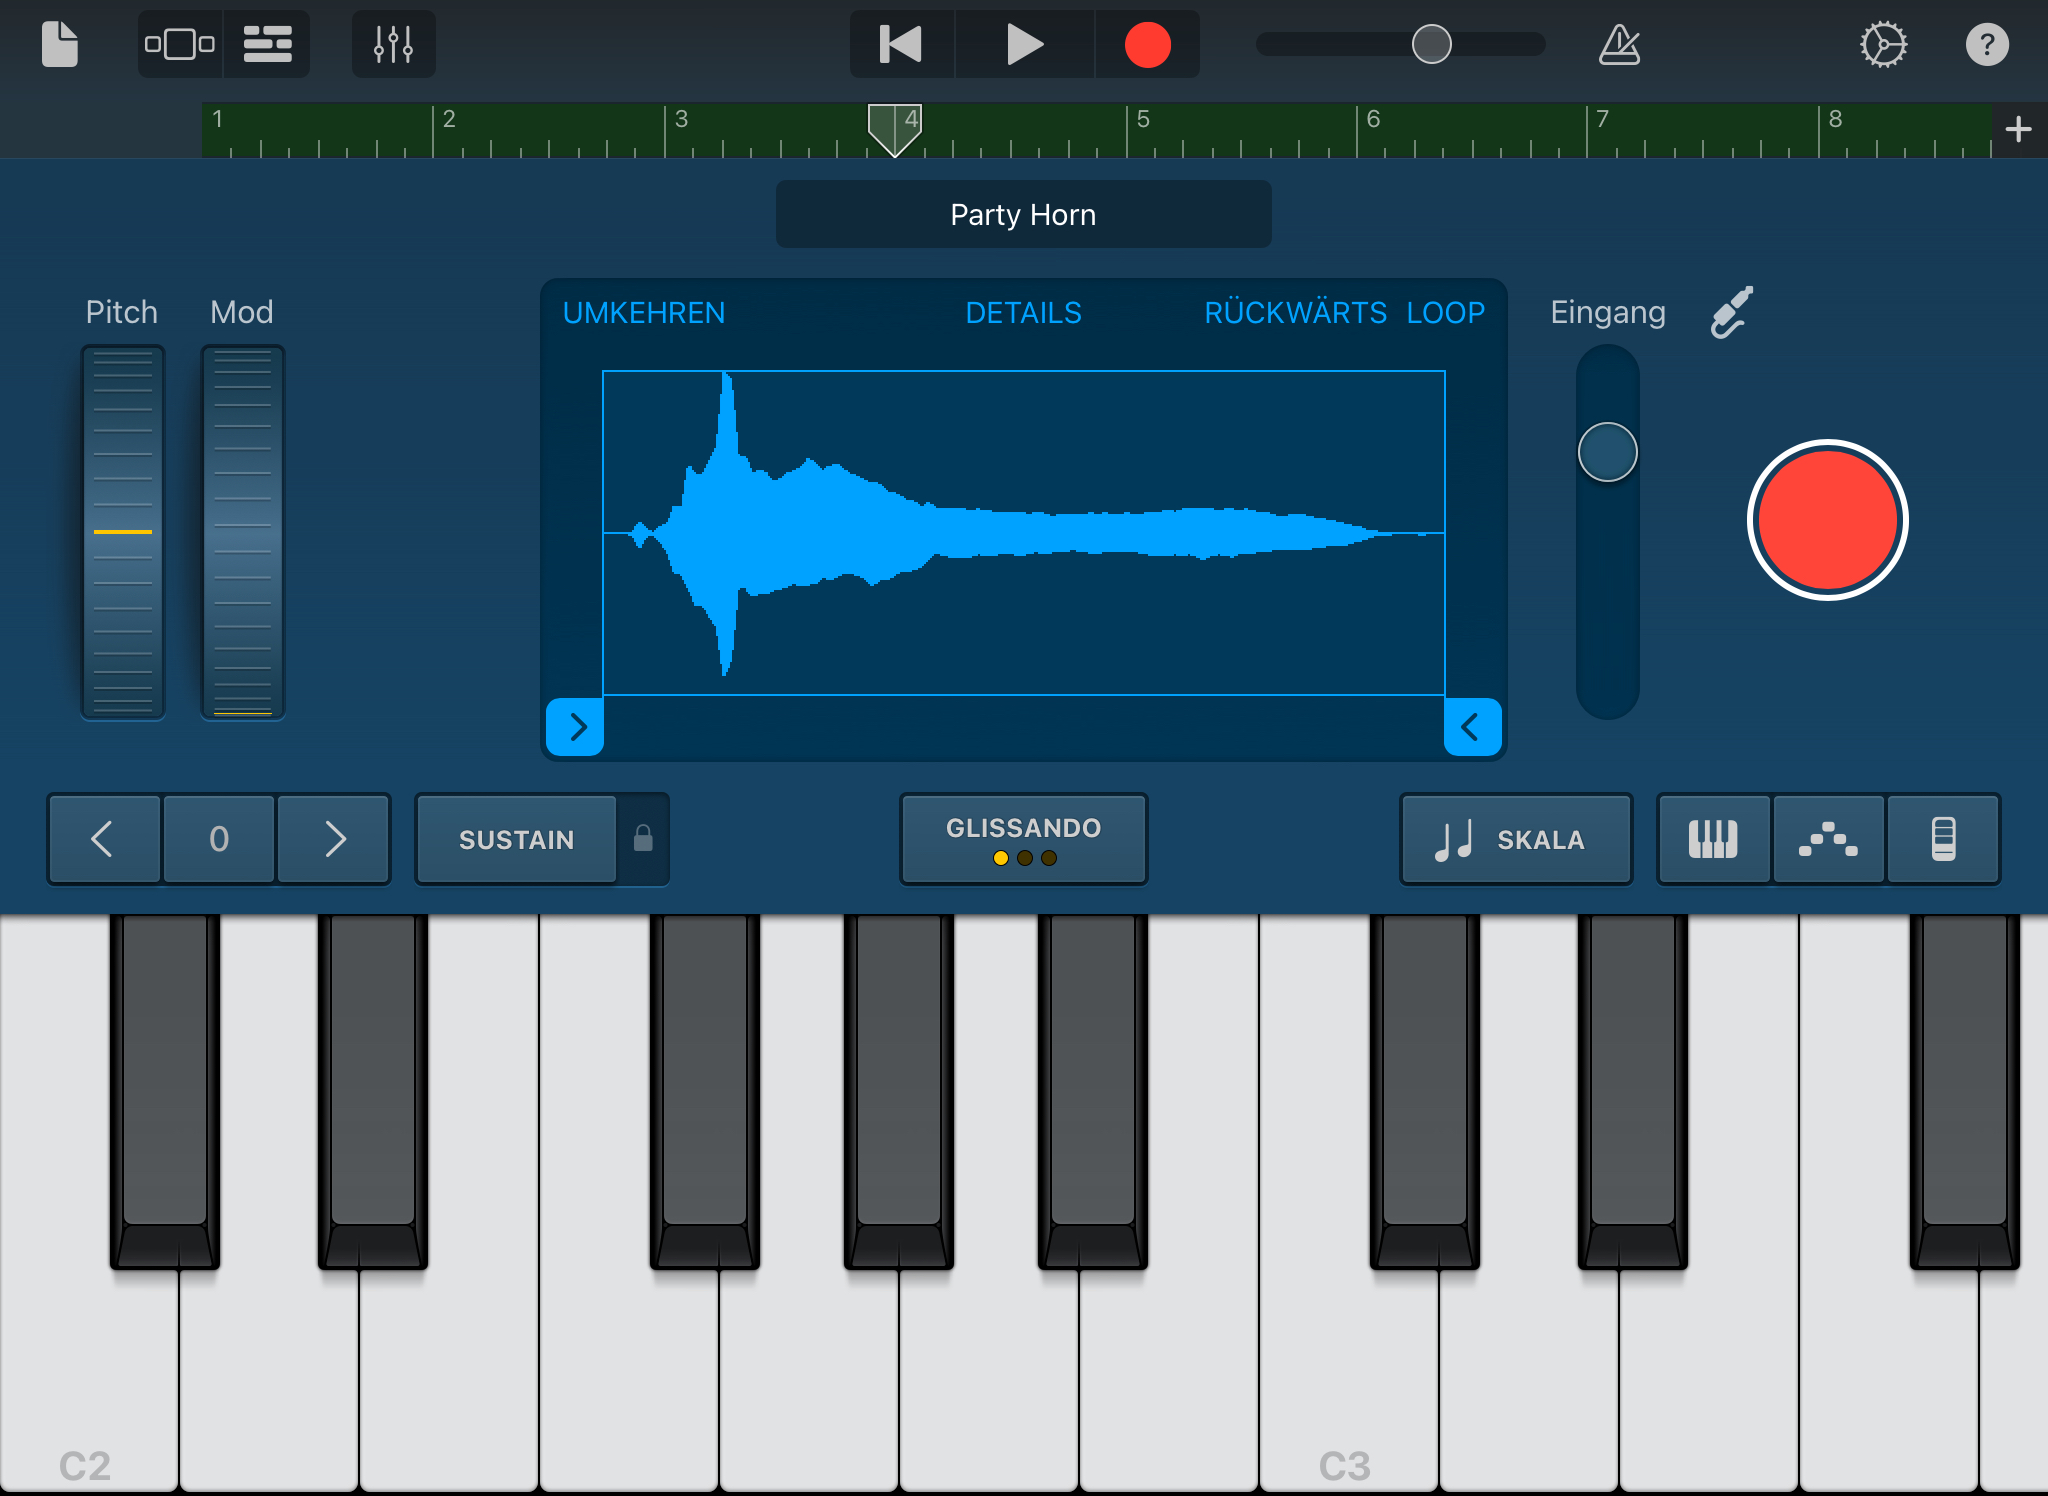 ?
1 2 3 4 5 6 7 8 +
Party Horn
Pitch Mod
UMKEHREN DETAILS RÜCKWÄRTS LOOP
Eingang
0
SUSTAIN
GLISSANDO
SKALA
C2 C3